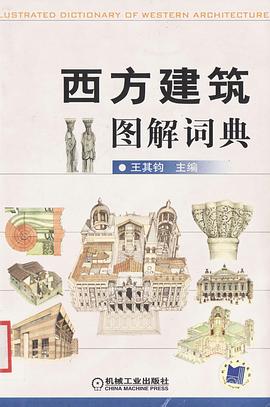 ILLUSTRATED DICTIONARY OF WESTERN ARCHITECTURE
西方建筑
图解词典
王其钧 主编
机械工业出版社
CHINA MACHINE PRESS